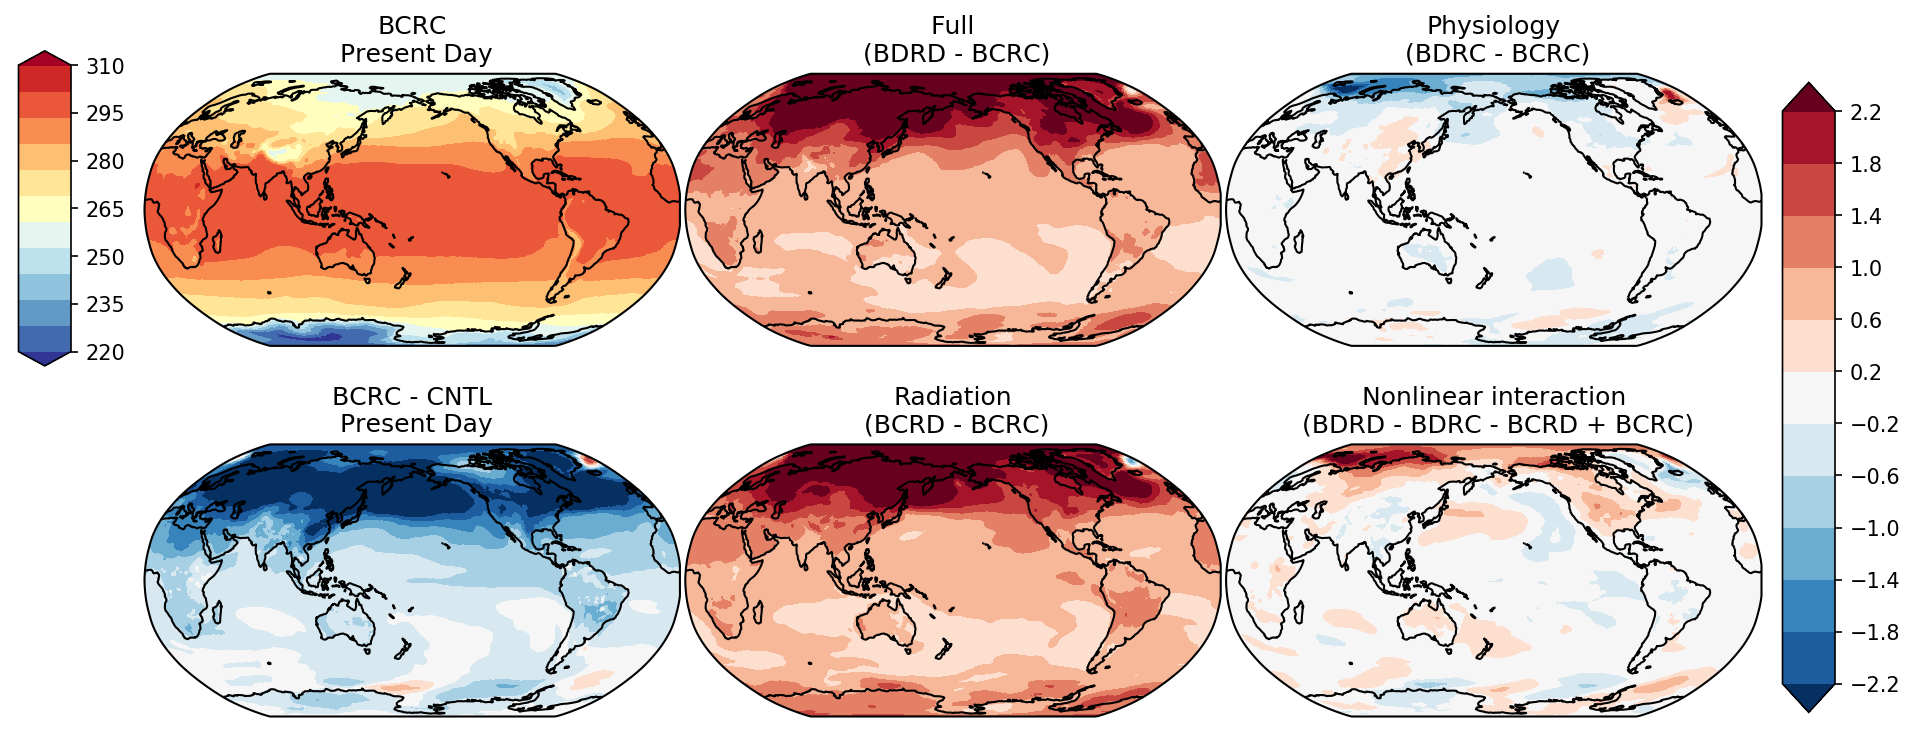 BCRC
Present Day
Full
(BDRD - BCRC)
Physiology
(BDRC - BCRC)
310
295
280
265
250
235
220
BCRC - CNTL
Present Day
Radiation
(BCRD - BCRC)
Nonlinear interaction
(BDRD - BDRC - BCRD + BCRC)
2.2
1.8
1.4
1.0
0.6
0.2
−0.2
−0.6
−1.0
−1.4
−1.8
−2.2